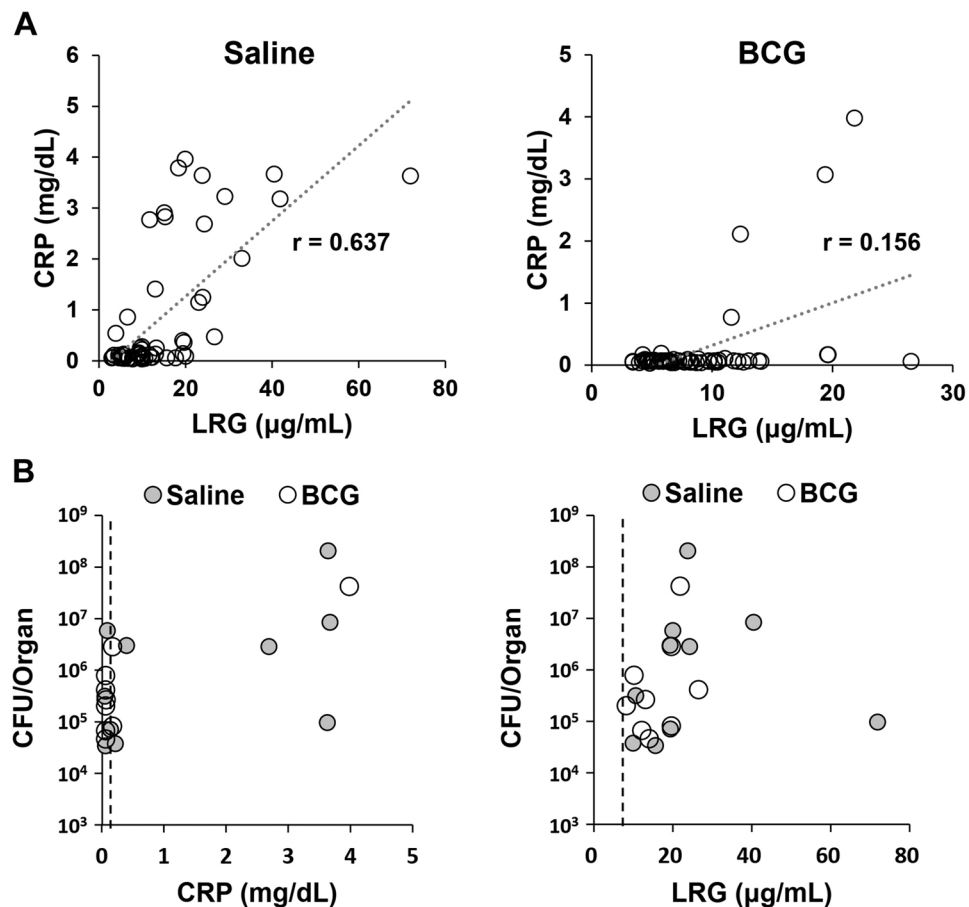 A
Saline
BCG
6
5
4
3
2
1
0
CRP (mg/dL)
r = 0.637
0
20
40
60
80
LRG (µg/mL)
5
4
3
2
1
0
CRP (mg/dL)
r = 0.156
0
10
20
30
LRG (µg/mL)
B
Saline BCG
10⁹
10⁸
10⁷
10⁶
10⁵
10⁴
10³
CFU/Organ
0
1
2
3
4
5
CRP (mg/dL)
Saline BCG
10⁹
10⁸
10⁷
10⁶
10⁵
10⁴
10³
CFU/Organ
0
20
40
60
80
LRG (µg/mL)